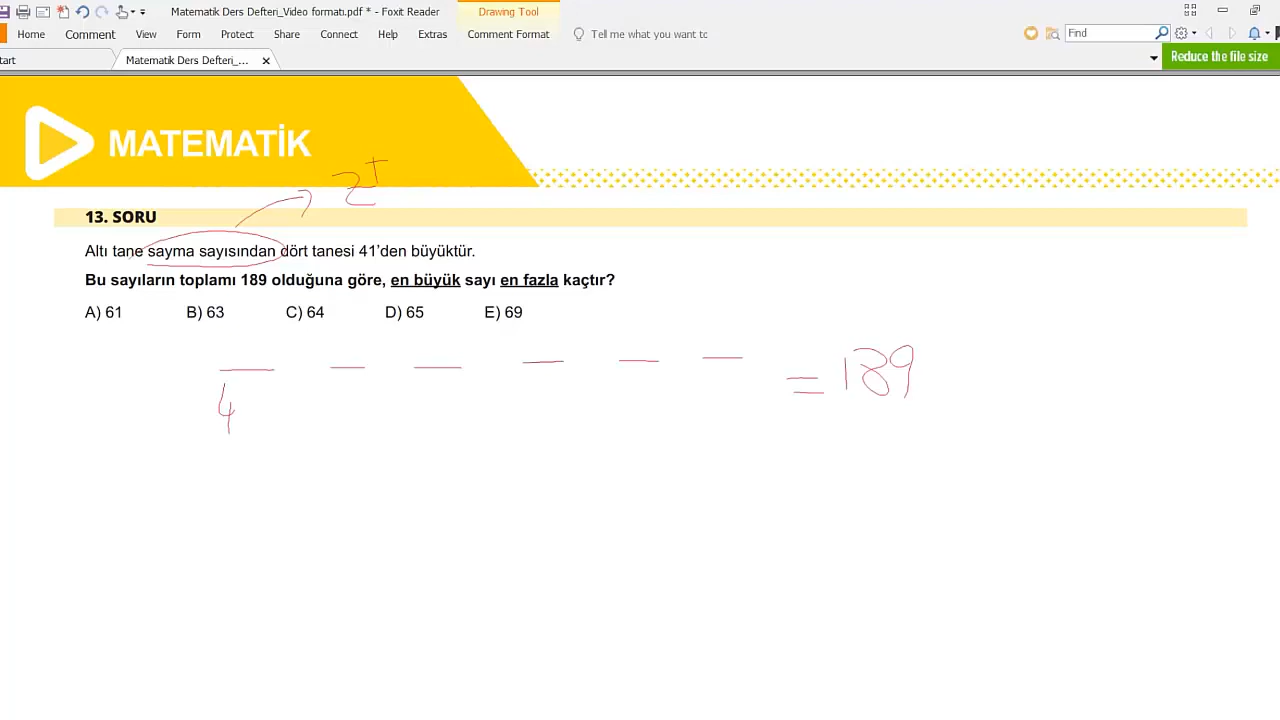 Matematik Ders Defteri_Video formatı.pdf * - Foxit Reader
Drawing Tool
Home Comment View Form Protect Share Connect Help Extras Comment Format Tell me what you want to Find
tart Matematik Ders Defteri_... × Reduce the file size
MATEMATİK
Z+
13. SORU
Altı tane sayma sayısından dört tanesi 41'den büyüktür.
Bu sayıların toplamı 189 olduğuna göre, en büyük sayı en fazla kaçtır?
A) 61 B) 63 C) 64 D) 65 E) 69
= 189
4